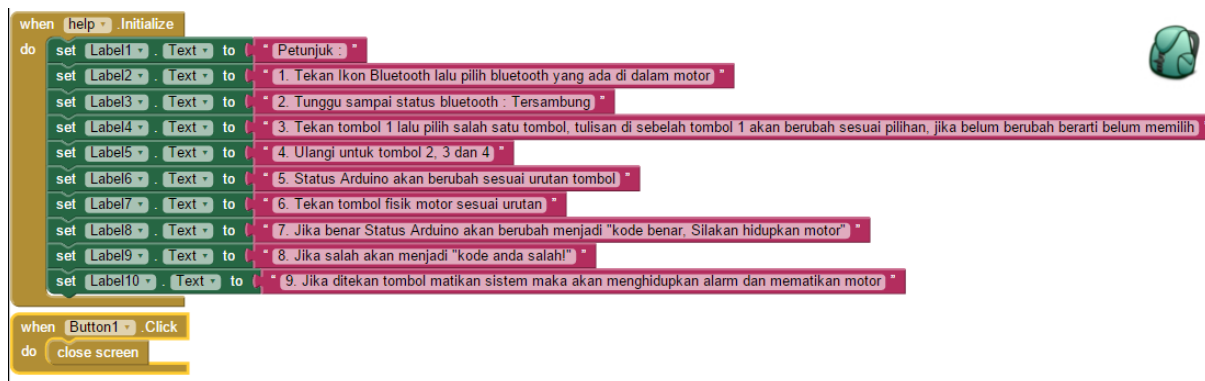 when help .Initialize
do set Label1 . Text to " Petunjuk : "
set Label2 . Text to " 1. Tekan Ikon Bluetooth lalu pilih bluetooth yang ada di dalam motor "
set Label3 . Text to " 2. Tunggu sampai status bluetooth : Tersambung "
set Label4 . Text to " 3. Tekan tombol 1 lalu pilih salah satu tombol, tulisan di sebelah tombol 1 akan berubah sesuai pilihan, jika belum berubah berarti belum memilih
set Label5 . Text to " 4. Ulangi untuk tombol 2, 3 dan 4 "
set Label6 . Text to " 5. Status Arduino akan berubah sesuai urutan tombol "
set Label7 . Text to " 6. Tekan tombol fisik motor sesuai urutan "
set Label8 . Text to " 7. Jika benar Status Arduino akan berubah menjadi "kode benar, Silakan hidupkan motor" "
set Label9 . Text to " 8. Jika salah akan menjadi "kode anda salah!" "
set Label10 . Text to " 9. Jika ditekan tombol matikan sistem maka akan menghidupkan alarm dan mematikan motor "
when Button1 .Click
do close screen